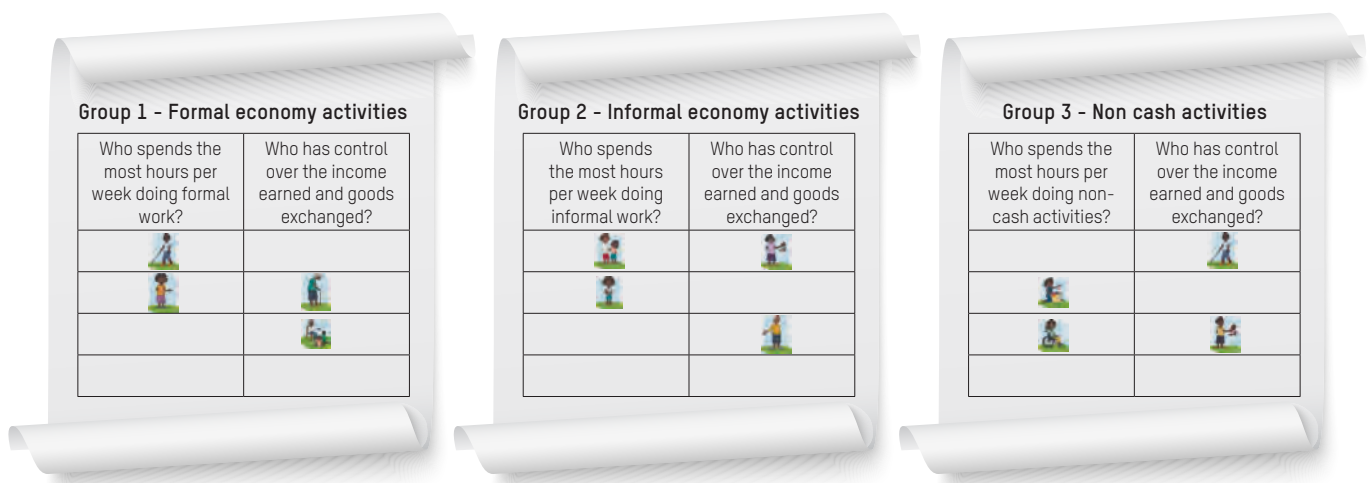 Group 1 - Formal economy activities
Who spends the
most hours per
week doing formal
work?
Who has control
over the income
earned and goods
exchanged?
Group 2 - Informal economy activities
Who spends
the most hours
per week doing
informal work?
Who has control
over the income
earned and goods
exchanged?
Group 3 - Non cash activities
Who spends the
most hours per
week doing non-
cash activities?
Who has control
over the income
earned and goods
exchanged?